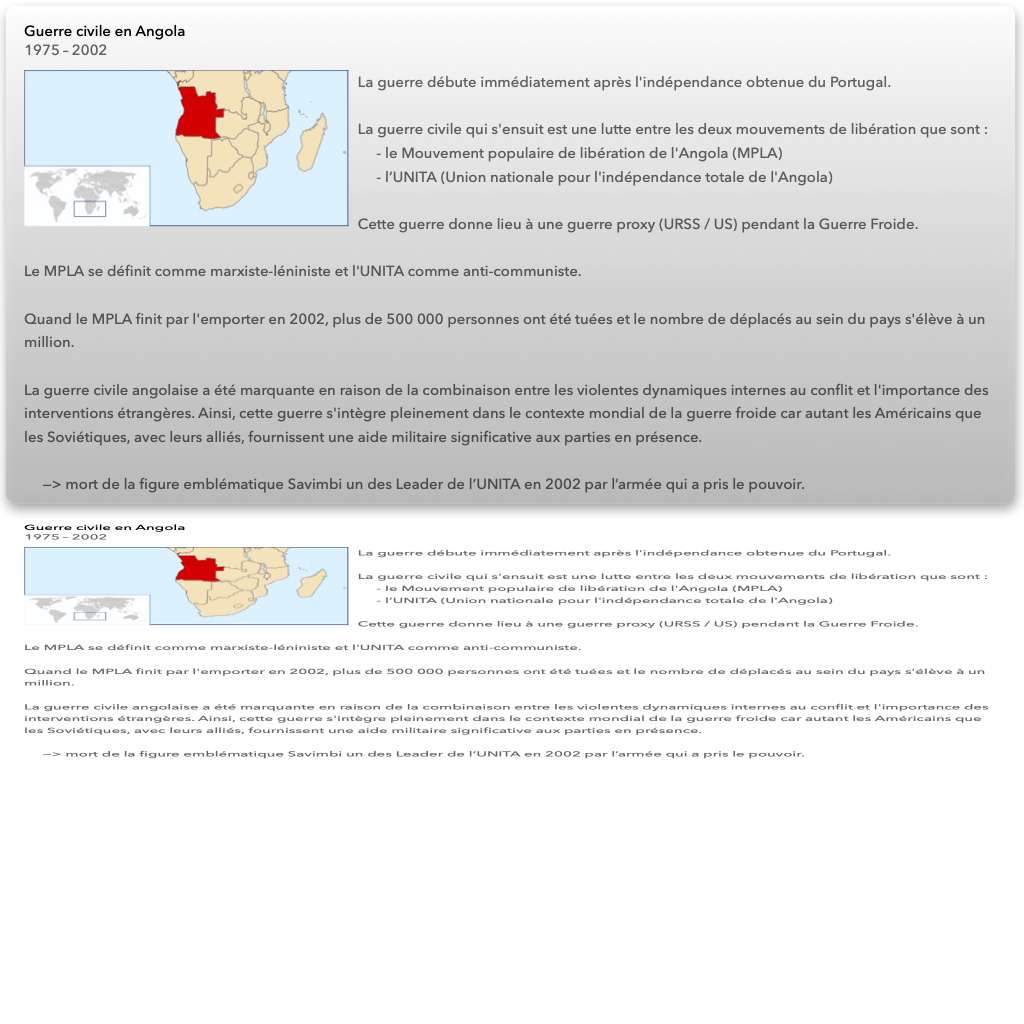 Guerre civile en Angola
1975 – 2002
La guerre débute immédiatement après l'indépendance obtenue du Portugal.
La guerre civile qui s'ensuit est une lutte entre les deux mouvements de libération que sont :
- le Mouvement populaire de libération de l'Angola (MPLA)
- l’UNITA (Union nationale pour l'indépendance totale de l'Angola)
Cette guerre donne lieu à une guerre proxy (URSS / US) pendant la Guerre Froide.
Le MPLA se définit comme marxiste-léniniste et l'UNITA comme anti-communiste.
Quand le MPLA finit par l'emporter en 2002, plus de 500 000 personnes ont été tuées et le nombre de déplacés au sein du pays s'élève à un
million.
La guerre civile angolaise a été marquante en raison de la combinaison entre les violentes dynamiques internes au conflit et l'importance des
interventions étrangères. Ainsi, cette guerre s'intègre pleinement dans le contexte mondial de la guerre froide car autant les Américains que
les Soviétiques, avec leurs alliés, fournissent une aide militaire significative aux parties en présence.
—> mort de la figure emblématique Savimbi un des Leader de l’UNITA en 2002 par l’armée qui a pris le pouvoir.
Guerre civile en Angola
1975 – 2002
La guerre débute immédiatement après l'indépendance obtenue du Portugal.
La guerre civile qui s'ensuit est une lutte entre les deux mouvements de libération que sont :
- le Mouvement populaire de libération de l'Angola (MPLA)
- l’UNITA (Union nationale pour l'indépendance totale de l'Angola)
Cette guerre donne lieu à une guerre proxy (URSS / US) pendant la Guerre Froide.
Le MPLA se définit comme marxiste-léniniste et l'UNITA comme anti-communiste.
Quand le MPLA finit par l'emporter en 2002, plus de 500 000 personnes ont été tuées et le nombre de déplacés au sein du pays s'élève à un
million.
La guerre civile angolaise a été marquante en raison de la combinaison entre les violentes dynamiques internes au conflit et l'importance des
interventions étrangères. Ainsi, cette guerre s'intègre pleinement dans le contexte mondial de la guerre froide car autant les Américains que
les Soviétiques, avec leurs alliés, fournissent une aide militaire significative aux parties en présence.
—> mort de la figure emblématique Savimbi un des Leader de l’UNITA en 2002 par l’armée qui a pris le pouvoir.